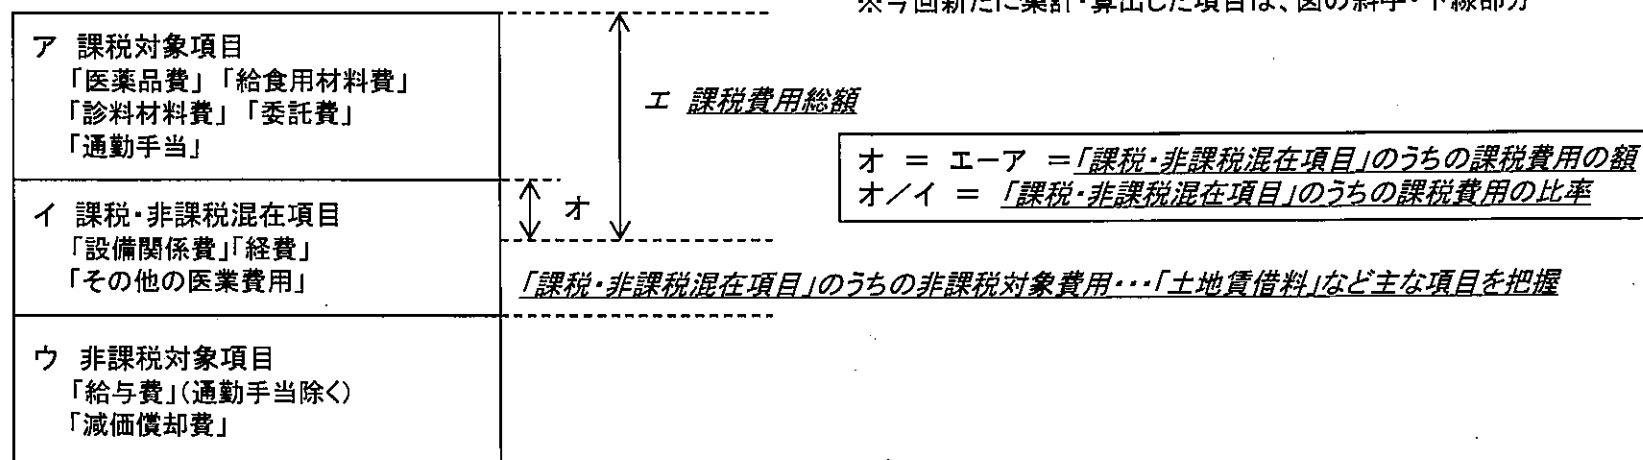 ※今回新たに集計・算出した項目は、図の斜字・下線部分
ア 課税対象項目
「医薬品費」「給食用材料費」
「診料材料費」「委託費」
「通勤手当」
エ 課税費用総額
オ = エーア =「課税・非課税混在項目」のうちの課税費用の額
オ/イ = 「課税・非課税混在項目」のうちの課税費用の比率
オ
イ 課税・非課税混在項目
「設備関係費」「経費」
「その他の医業費用」
「課税・非課税混在項目」のうちの非課税対象費用・・・「土地賃借料」など主な項目を把握
ウ 非課税対象項目
「給与費」(通勤手当除く)
「減価償却費」